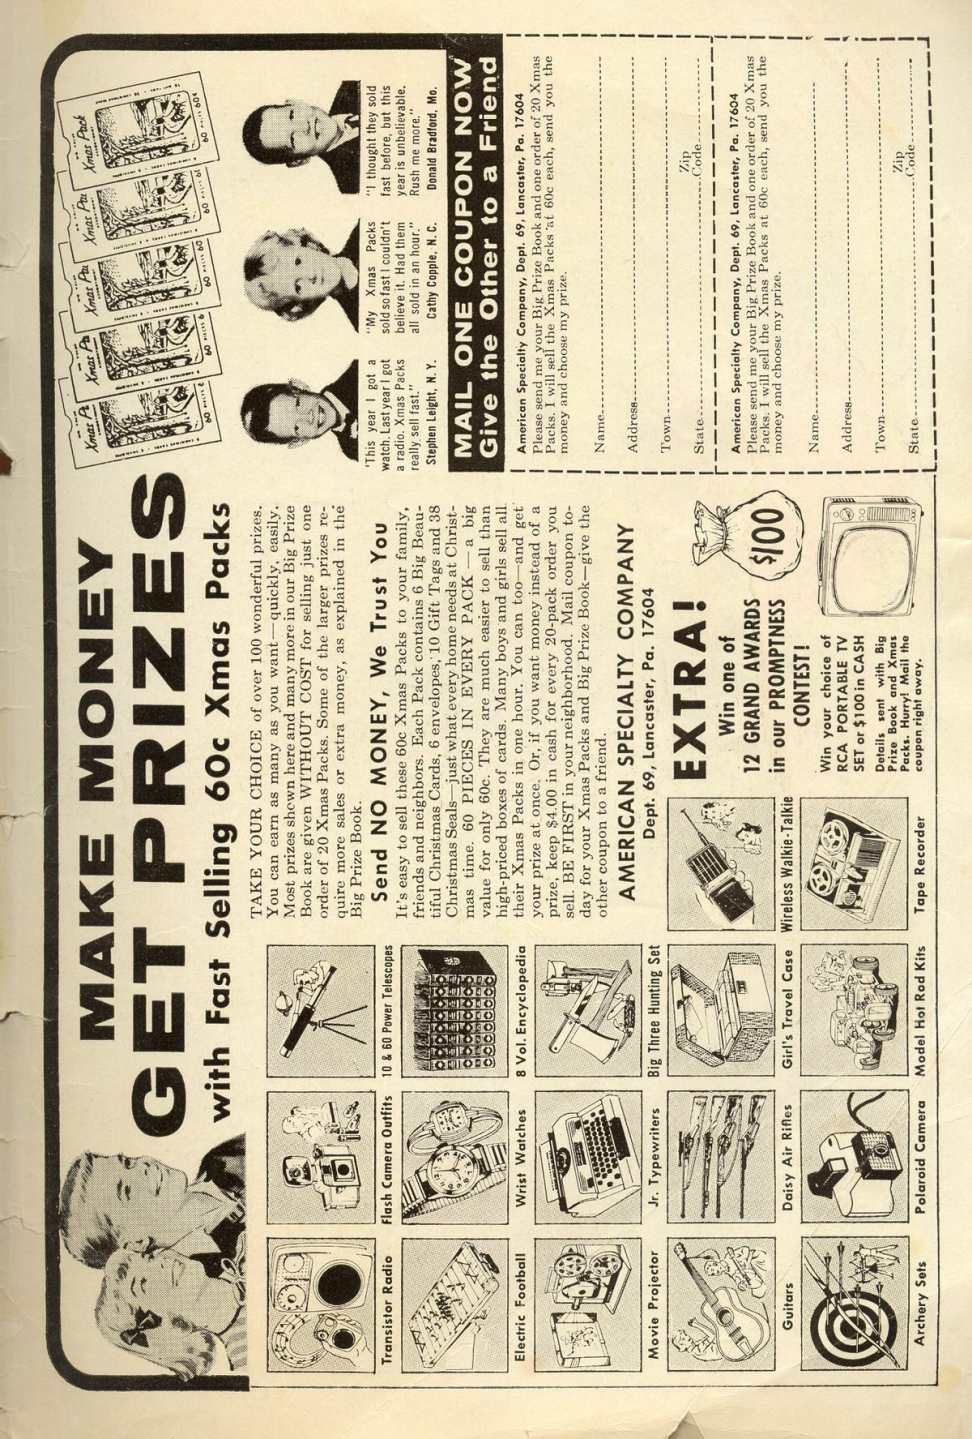 MAKE MONEY
GET PRIZES
with Fast Selling 60c Xmas Packs
TAKE YOUR CHOICE of over 100 wonderful prizes.
You can earn as many as you want—quickly, easily.
Most prizes shown here and many more in our Big Prize
Book are given WITHOUT COST for selling just one
order of 20 Xmas Packs. Some of the larger prizes re-
quire more sales or extra money, as explained in the
Big Prize Book.
Send NO MONEY, We Trust You
It's easy to sell these 60c Xmas Packs to your family,
friends and neighbors. Each Pack contains 6 Big Beau-
tiful Christmas Cards, 6 envelopes, 10 Gift Tags and 38
Christmas Seals—just what every home needs at Christ-
mas time. 60 PIECES IN EVERY PACK — a big
value for only 60c. They are much easier to sell than
high-priced boxes of cards. Many boys and girls sell all
their Xmas Packs in one hour. You can too—and get
your prize at once. Or, if you want money instead of a
prize, keep $4.00 in cash for every 20-pack order you
sell. BE FIRST in your neighborhood. Mail coupon to-
day for your Xmas Packs and Big Prize Book—give the
other coupon to a friend.
AMERICAN SPECIALTY COMPANY
Dept. 69, Lancaster, Pa. 17604
EXTRA!
Win one of
12 GRAND AWARDS
in our PROMPTNESS
CONTEST!
$100
Win your choice of
RCA PORTABLE TV
SET or $100 in CASH
Details sent with Big
Prize Book and Xmas
Packs. Hurry! Mail the
coupon right away.
Transistor Radio
Flash Camera Outfits
10 & 60 Power Telescopes
Electric Football
Wrist Watches
8 Vol. Encyclopedia
Movie Projector
Jr. Typewriters
Big Three Hunting Set
Guitars
Daisy Air Rifles
Girl's Travel Case
Wireless Walkie-Talkie
Archery Sets
Polaroid Camera
Model Hot Rod Kits
Tape Recorder
Xmas Pa
Xmas Pa
Xmas Pa
Xmas Pa
Xmas Pack
60
60
60
60 60¢
"This year I got a
watch. Last year I got
a radio. Xmas Packs
really sell fast."
Stephen Leight, N.Y.
"My Xmas Packs
sold so fast I couldn't
believe it. Had them
all sold in an hour."
Cathy Copple, N.C.
"I thought they sold
fast before, but this
year is unbelievable.
Rush me more."
Donald Bradford, Mo.
MAIL ONE COUPON NOW
Give the Other to a Friend
American Specialty Company, Dept. 69, Lancaster, Pa. 17604
Please send me your Big Prize Book and one order of 20 Xmas
Packs. I will sell the Xmas Packs at 60c each, send you the
money and choose my prize.
Name
Address
Town
Zip
State Code
American Specialty Company, Dept. 69, Lancaster, Pa. 17604
Please send me your Big Prize Book and one order of 20 Xmas
Packs. I will sell the Xmas Packs at 60c each, send you the
money and choose my prize.
Name
Address
Town
Zip
State Code